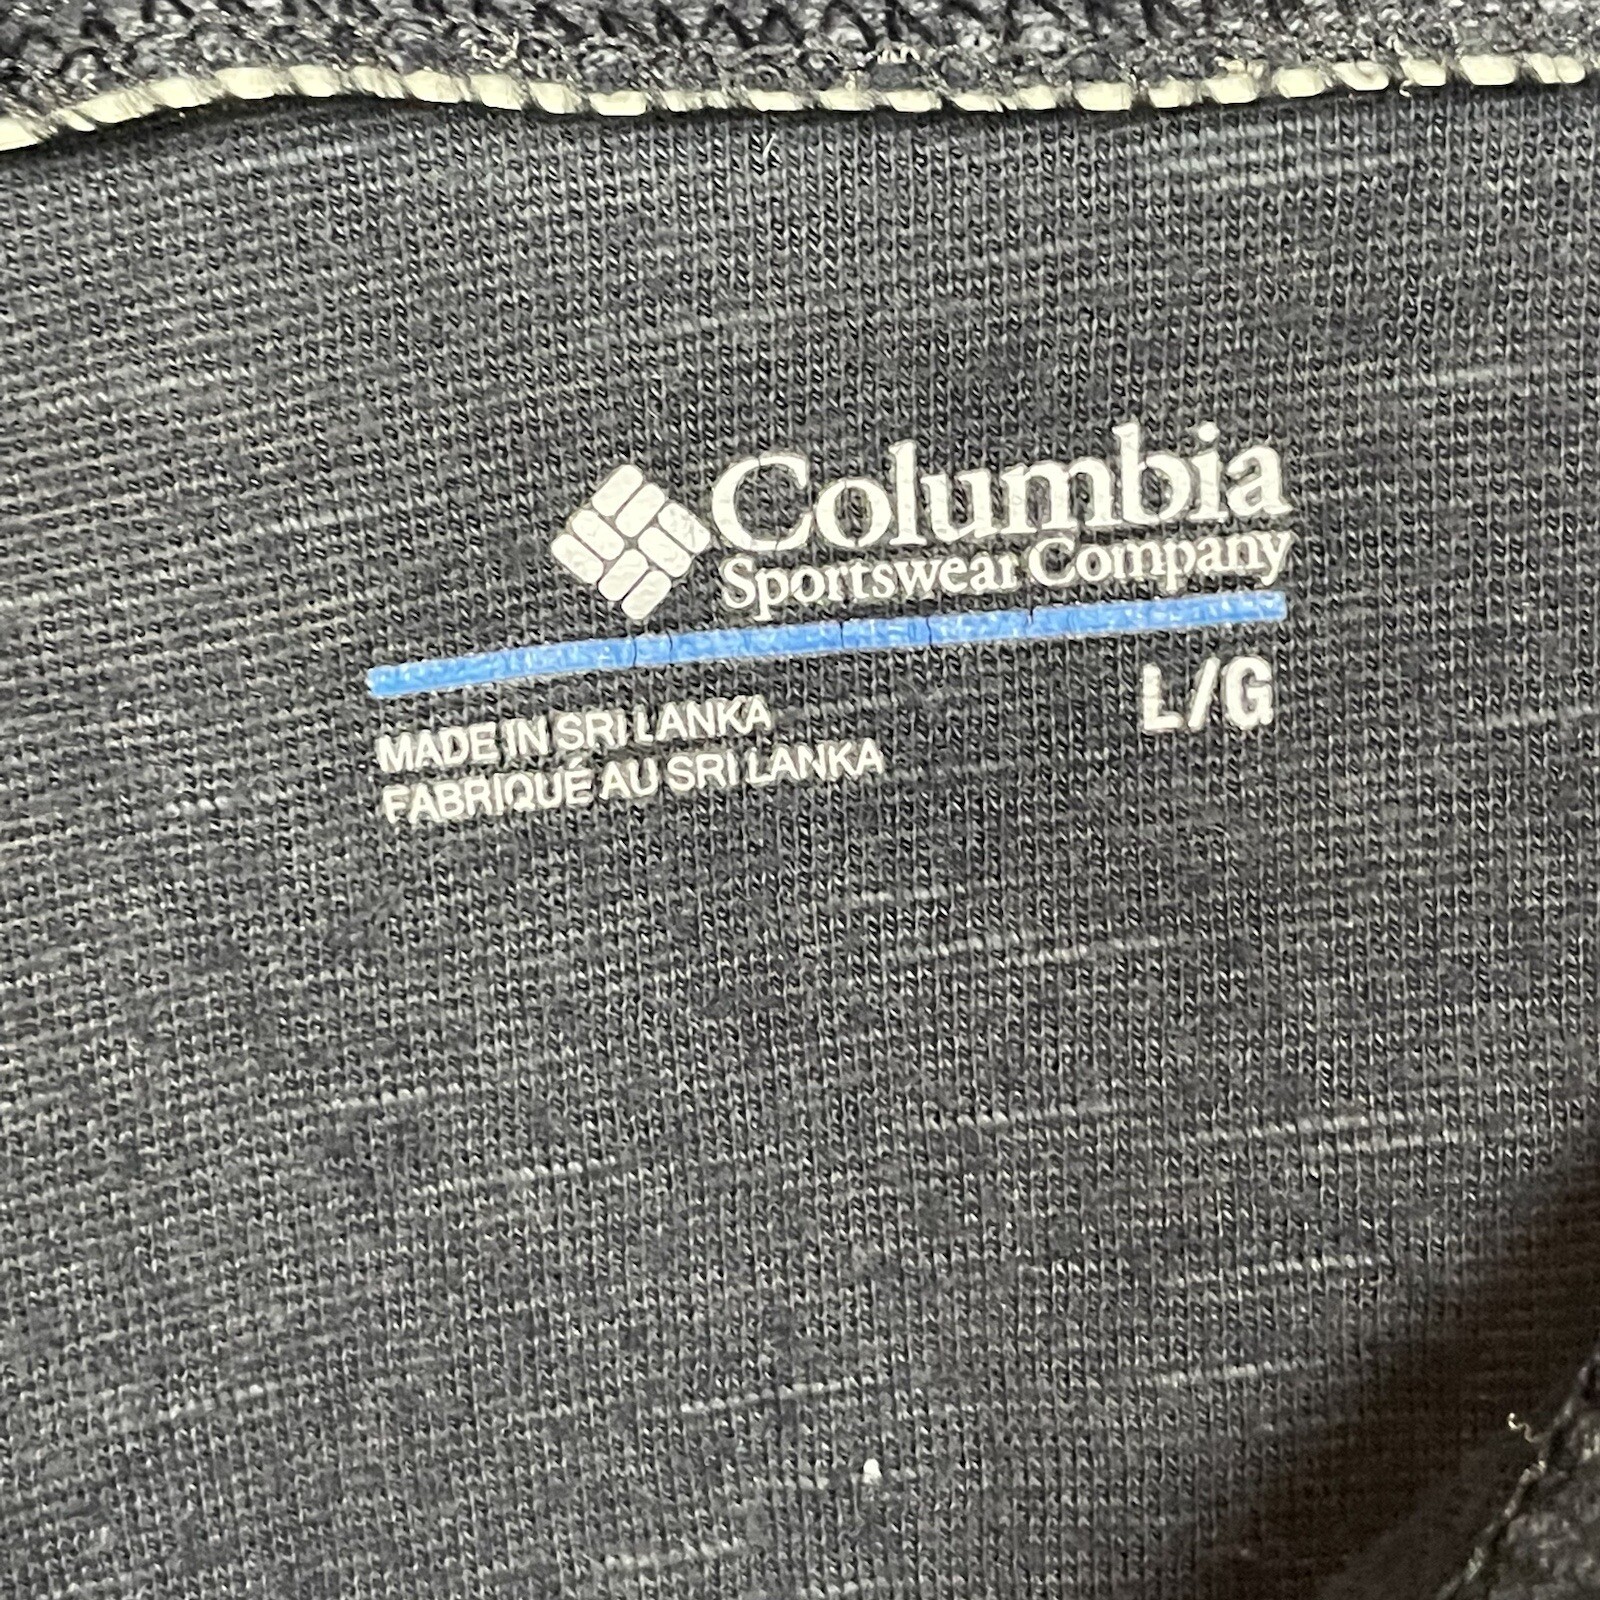 Columbia
Sportswear Company
L/G
MADE IN SRI LANKA
FABRIQUÉ AU SRI LANKA